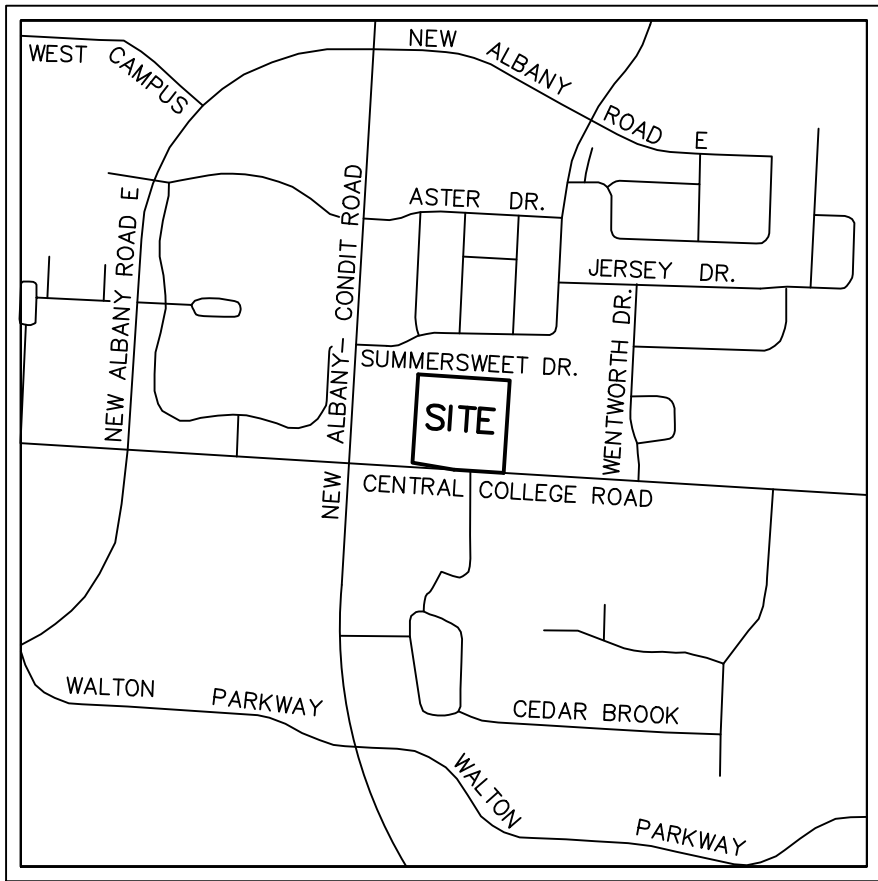 NEW ALBANY ROAD E
WEST CAMPUS
ASTER DR.
NEW ALBANY ROAD E
NEW ALBANY- CONDIT ROAD
JERSEY DR.
WENTWORTH DR.
SUMMERSWEET DR.
SITE
CENTRAL COLLEGE ROAD
WALTON PARKWAY
CEDAR BROOK
WALTON PARKWAY